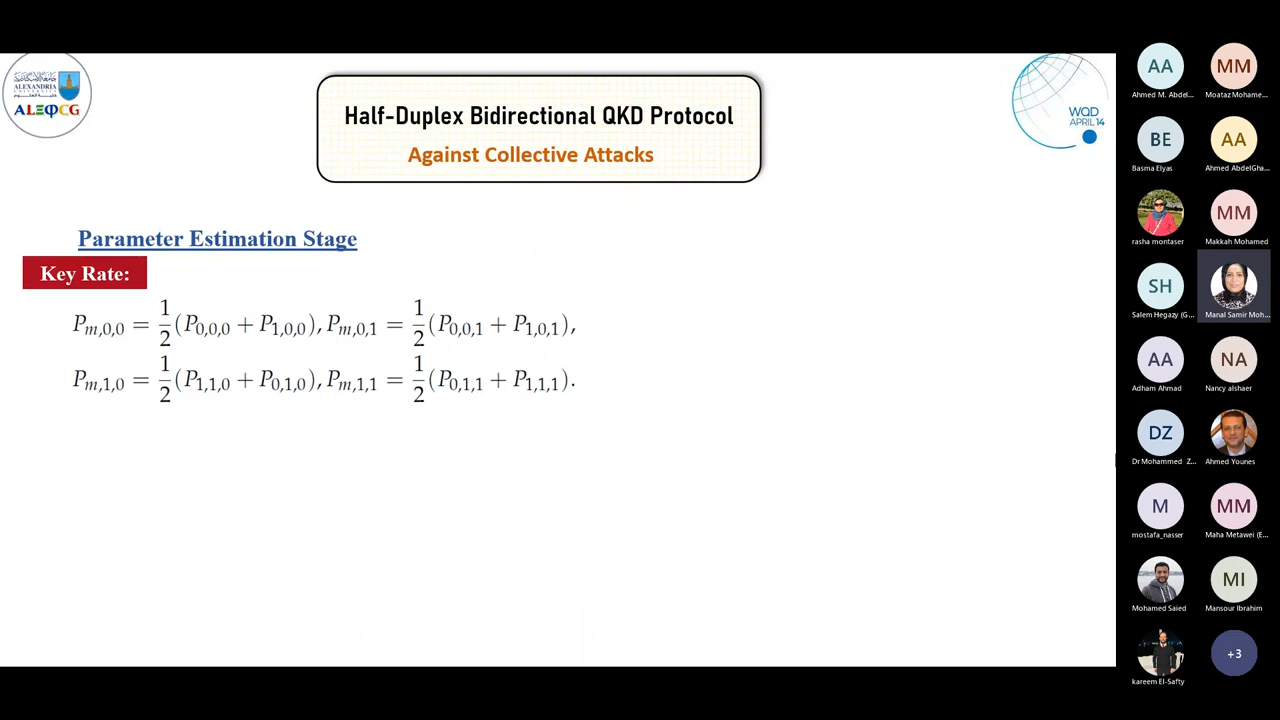 ALEXANDRIA
ALEΦCG
Half-Duplex Bidirectional QKD Protocol
Against Collective Attacks
WQD
APRIL 14
Parameter Estimation Stage
Key Rate:
P_{m,0,0} = \frac{1}{2}(P_{0,0,0} + P_{1,0,0}), P_{m,0,1} = \frac{1}{2}(P_{0,0,1} + P_{1,0,1}),
P_{m,1,0} = \frac{1}{2}(P_{1,1,0} + P_{0,1,0}), P_{m,1,1} = \frac{1}{2}(P_{0,1,1} + P_{1,1,1}).
AA MM
Ahmed M. Abdel... Moataz Mohame...
BE AA
Basma Elyas Ahmed AbdelGha...
MM
rasha montaser Makkah Mohamed
SH
Salem Hegazy (G... Manal Samir Moh...
AA NA
Adham Ahmad Nancy alshaer
DZ
Dr Mohammed Z... Ahmed Younes
M MM
mostafa_nasser Maha Metawei (E...
MI
Mohamed Saied Mansour Ibrahim
+3
kareem El-Safty